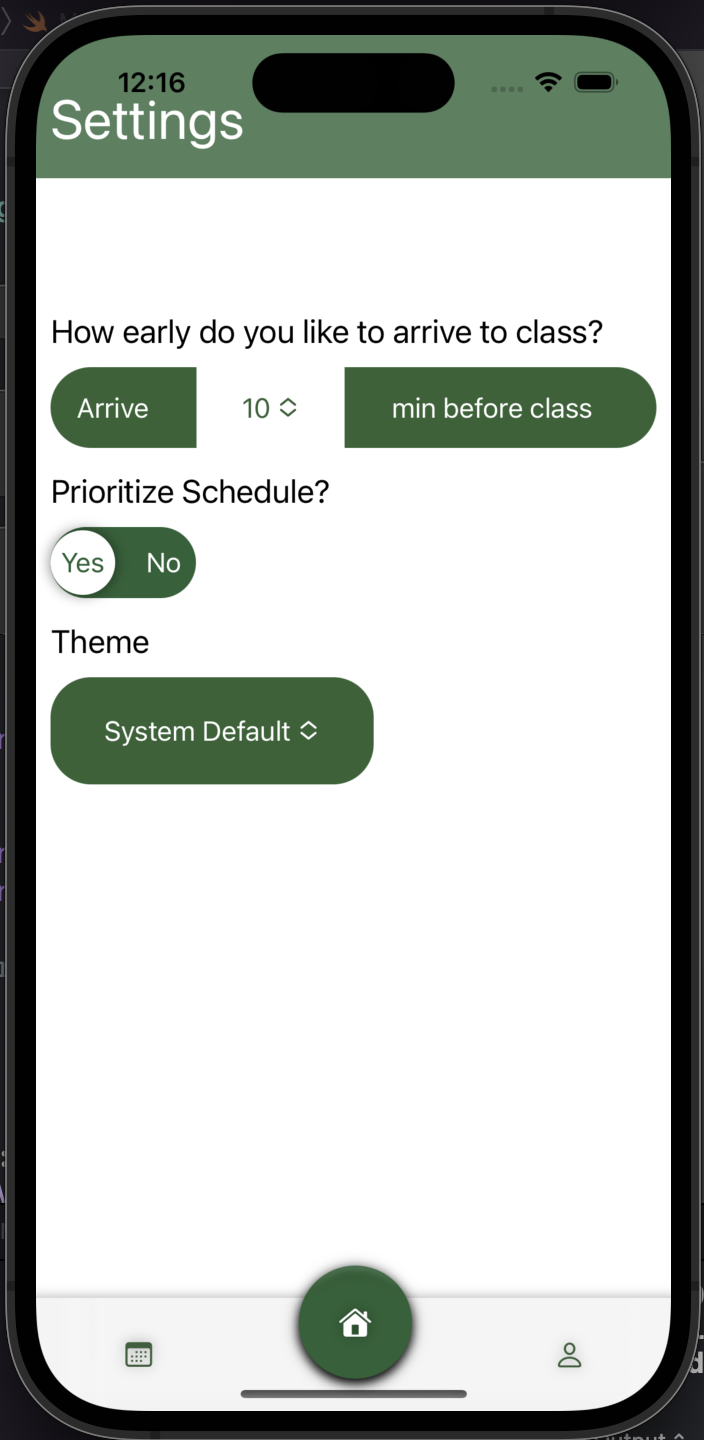 12:16
Settings
How early do you like to arrive to class?
Arrive 10 min before class
Prioritize Schedule?
Yes No
Theme
System Default